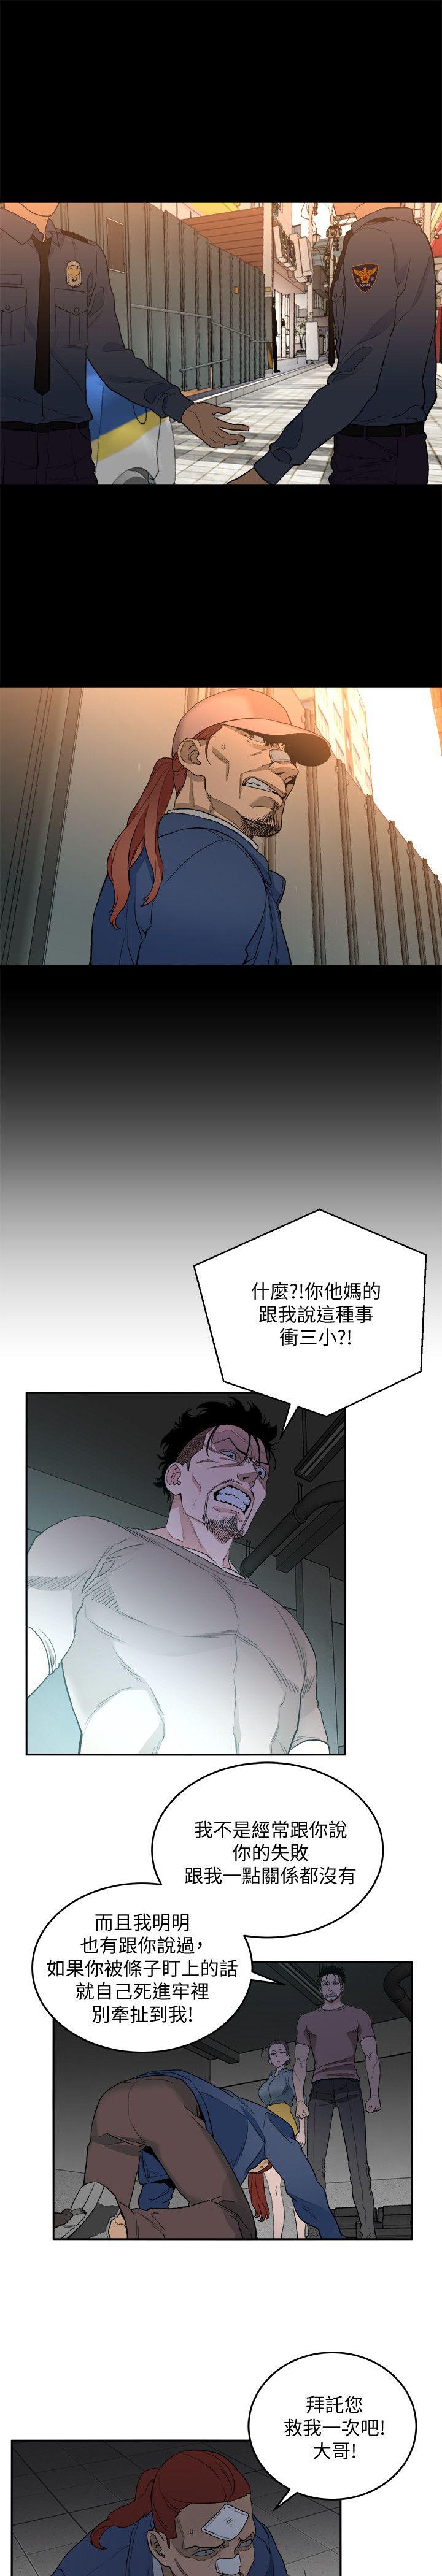 什麼?!你他媽的
跟我說這種事
衝三小?!
我不是經常跟你說
你的失敗
跟我一點關係都沒有
而且我明明
也有跟你說過,
如果你被條子盯上的話
就自己死進牢裡
別牽扯到我!
拜託您
救我一次吧!
大哥!